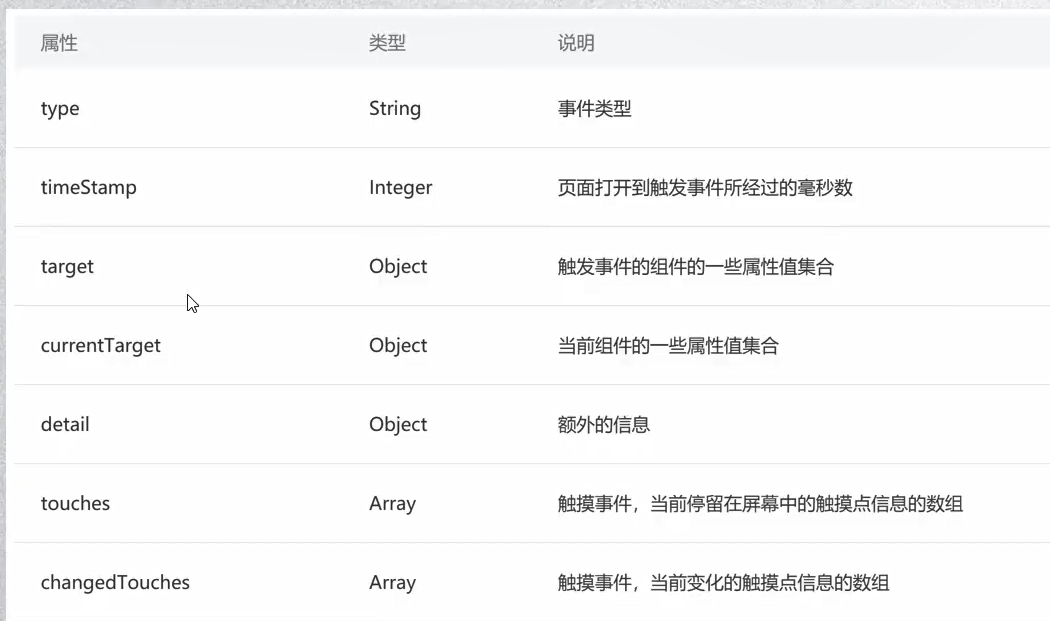 属性 类型 说明
type String 事件类型
timeStamp Integer 页面打开到触发事件所经过的毫秒数
target Object 触发事件的组件的一些属性值集合
currentTarget Object 当前组件的一些属性值集合
detail Object 额外的信息
touches Array 触摸事件，当前停留在屏幕中的触摸点信息的数组
changedTouches Array 触摸事件，当前变化的触摸点信息的数组